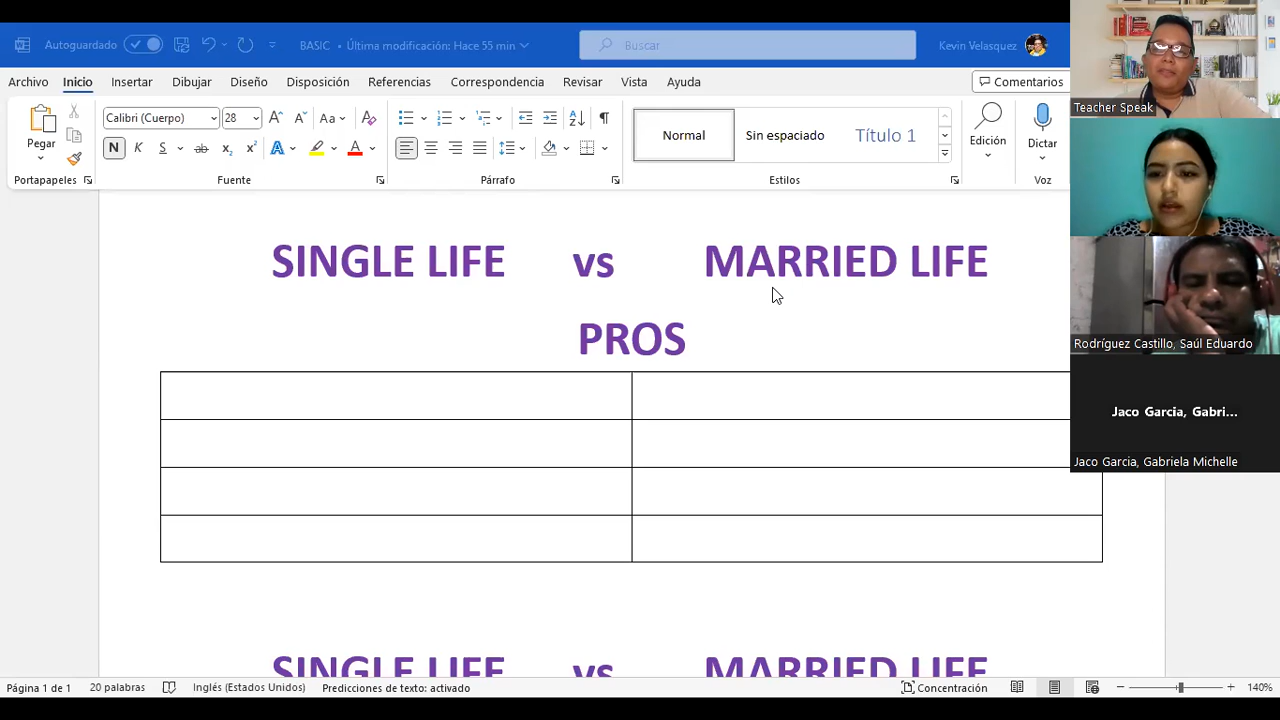 Autoguardado
BASIC • Última modificación: Hace 55 min
Buscar
Kevin Velasquez
Archivo Inicio Insertar Dibujar Diseño Disposición Referencias Correspondencia Revisar Vista Ayuda
Comentarios
Pegar
Calibri (Cuerpo) 28
Normal Sin espaciado Título 1
Edición
Dictar
Portapapeles Fuente Párrafo Estilos Voz
SINGLE LIFE vs MARRIED LIFE
PROS
SINGLE LIFE vs MARRIED LIFE
Página 1 de 1 20 palabras Inglés (Estados Unidos) Predicciones de texto: activado Concentración 140%
Teacher Speak
Rodríguez Castillo, Saúl Eduardo
Jaco Garcia, Gabri...
Jaco Garcia, Gabriela Michelle